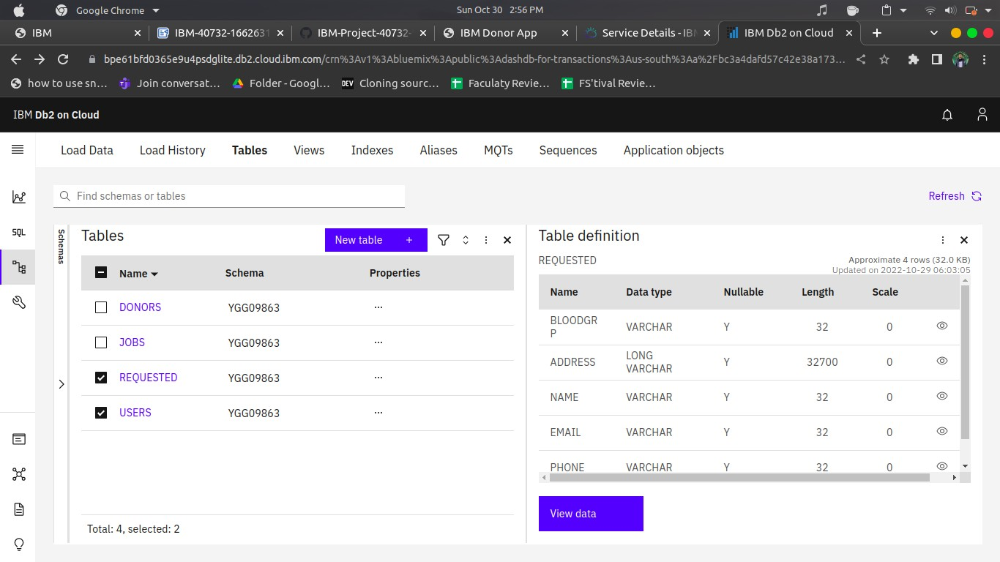 Google Chrome
Sun Oct 30 2:56 PM
IBM
IBM-40732-1662631
IBM-Project-40732-
IBM Donor App
Service Details - IBM
IBM Db2 on Cloud
bpe61bfd0365e9u4psdglite.db2.cloud.ibm.com/crn%3Av1%3Abluemix%3Apublic%3Adashdb-for-transactions%3Aus-south%3Aa%2Fbc3a4dafd57c42e38a173...
how to use sn...
Join conversat...
Folder - Googl...
DEV Cloning sourc...
Faculaty Revie...
FS'tival Revie...
IBM Db2 on Cloud
Load Data
Load History
Tables
Views
Indexes
Aliases
MQTs
Sequences
Application objects
Find schemas or tables
Refresh
SQL
Schemas
Tables
New table +
Name Schema Properties
DONORS YGG09863 ...
JOBS YGG09863 ...
REQUESTED YGG09863 ...
USERS YGG09863 ...
Total: 4, selected: 2
Table definition
REQUESTED
Approximate 4 rows (32.0 KB)
Updated on 2022-10-29 06:03:05
Name Data type Nullable Length Scale
BLOODGR
P
VARCHAR Y 32 0
ADDRESS
LONG
VARCHAR
Y 32700 0
NAME VARCHAR Y 32 0
EMAIL VARCHAR Y 32 0
PHONE VARCHAR Y 32 0
View data